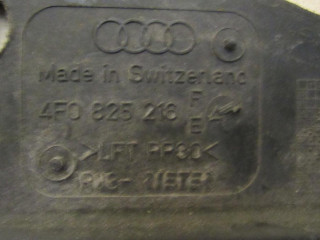 Made in Switzerland
4F0 825 216 F
E
>LFT PP30<